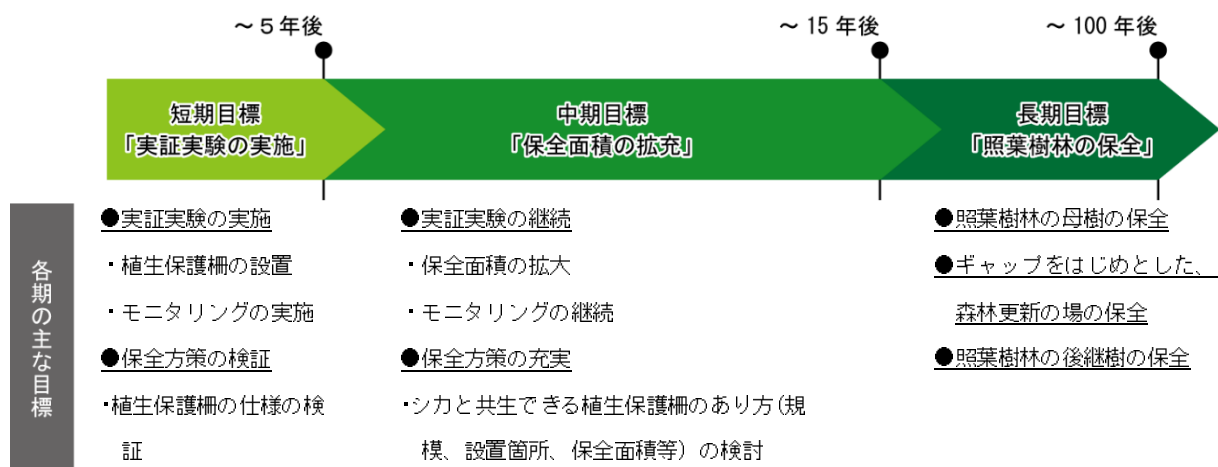 ～５年後
～15年後
～100年後
短期目標
「実証実験の実施」
中期目標
「保全面積の拡充」
長期目標
「照葉樹林の保全」
各期の主な目標
●実証実験の実施
・植生保護柵の設置
・モニタリングの実施
●保全方策の検証
・植生保護柵の仕様の検
証
●実証実験の継続
・保全面積の拡大
・モニタリングの継続
●保全方策の充実
・シカと共生できる植生保護柵のあり方(規
模、設置箇所、保全面積等）の検討
●照葉樹林の母樹の保全
●ギャップをはじめとした、
森林更新の場の保全
●照葉樹林の後継樹の保全